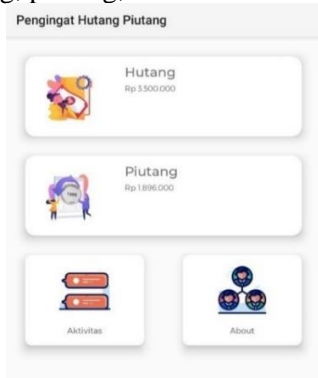 Pengingat Hutang Piutang
Hutang
Rp 3.500.000
Piutang
Rp 1.896.000
Aktivitas
About